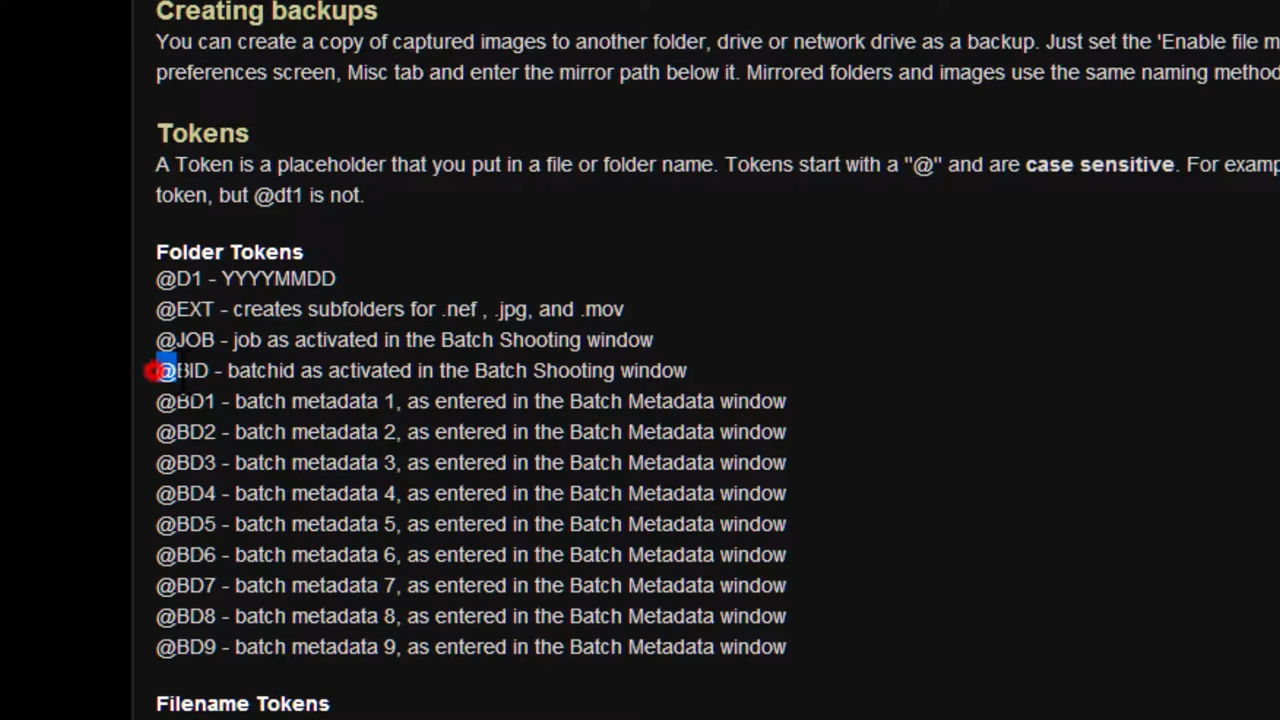 Creating backups
You can create a copy of captured images to another folder, drive or network drive as a backup. Just set the 'Enable file m
preferences screen, Misc tab and enter the mirror path below it. Mirrored folders and images use the same naming method
Tokens
A Token is a placeholder that you put in a file or folder name. Tokens start with a "@" and are case sensitive. For examp
token, but @dt1 is not.
Folder Tokens
@D1 - YYYYMMDD
@EXT - creates subfolders for .nef , .jpg, and .mov
@JOB - job as activated in the Batch Shooting window
@BID - batchid as activated in the Batch Shooting window
@BD1 - batch metadata 1, as entered in the Batch Metadata window
@BD2 - batch metadata 2, as entered in the Batch Metadata window
@BD3 - batch metadata 3, as entered in the Batch Metadata window
@BD4 - batch metadata 4, as entered in the Batch Metadata window
@BD5 - batch metadata 5, as entered in the Batch Metadata window
@BD6 - batch metadata 6, as entered in the Batch Metadata window
@BD7 - batch metadata 7, as entered in the Batch Metadata window
@BD8 - batch metadata 8, as entered in the Batch Metadata window
@BD9 - batch metadata 9, as entered in the Batch Metadata window
Filename Tokens